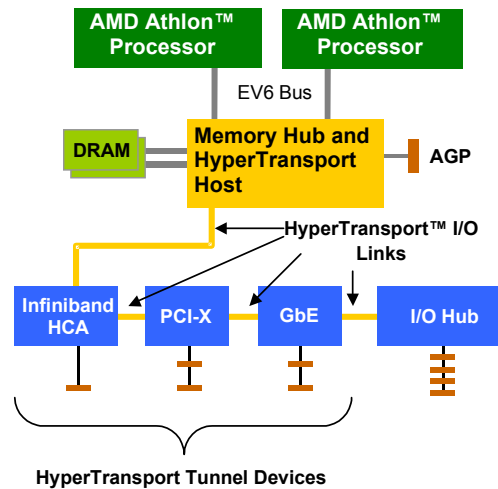 AMD Athlon™
Processor
AMD Athlon™
Processor
EV6 Bus
DRAM
Memory Hub and
HyperTransport
Host
AGP
HyperTransport™ I/O
Links
Infiniband
HCA
PCI-X
GbE
I/O Hub
HyperTransport Tunnel Devices